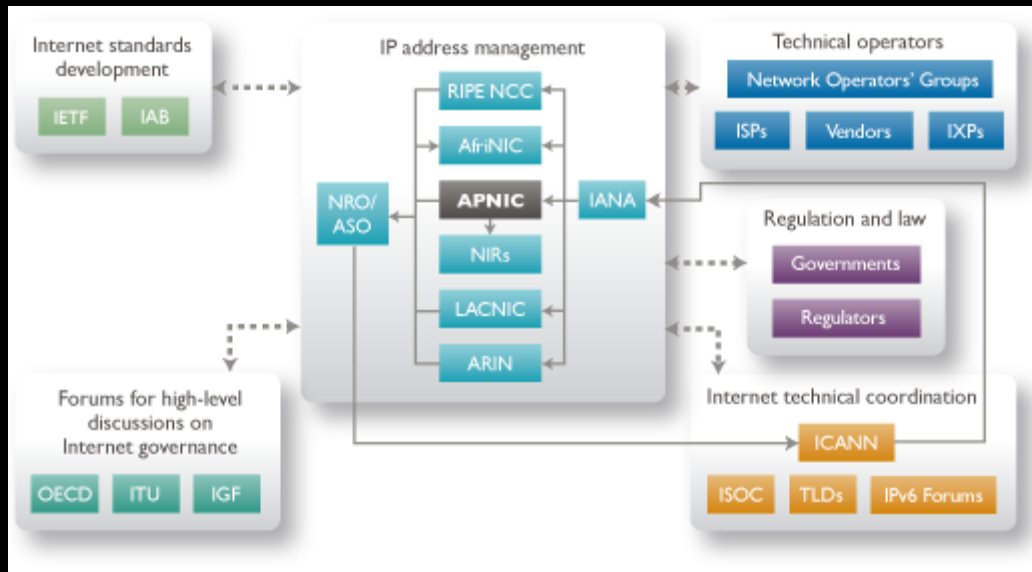 Internet standards
development
IETF
IAB
IP address management
RIPE NCC
AfriNIC
APNIC
NIRs
LACNIC
ARIN
NRO/
ASO
IANA
Technical operators
Network Operators' Groups
ISPs
Vendors
IXPs
Regulation and law
Governments
Regulators
Forums for high-level
discussions on
Internet governance
OECD
ITU
IGF
Internet technical coordination
ICANN
ISOC
TLDs
IPv6 Forums